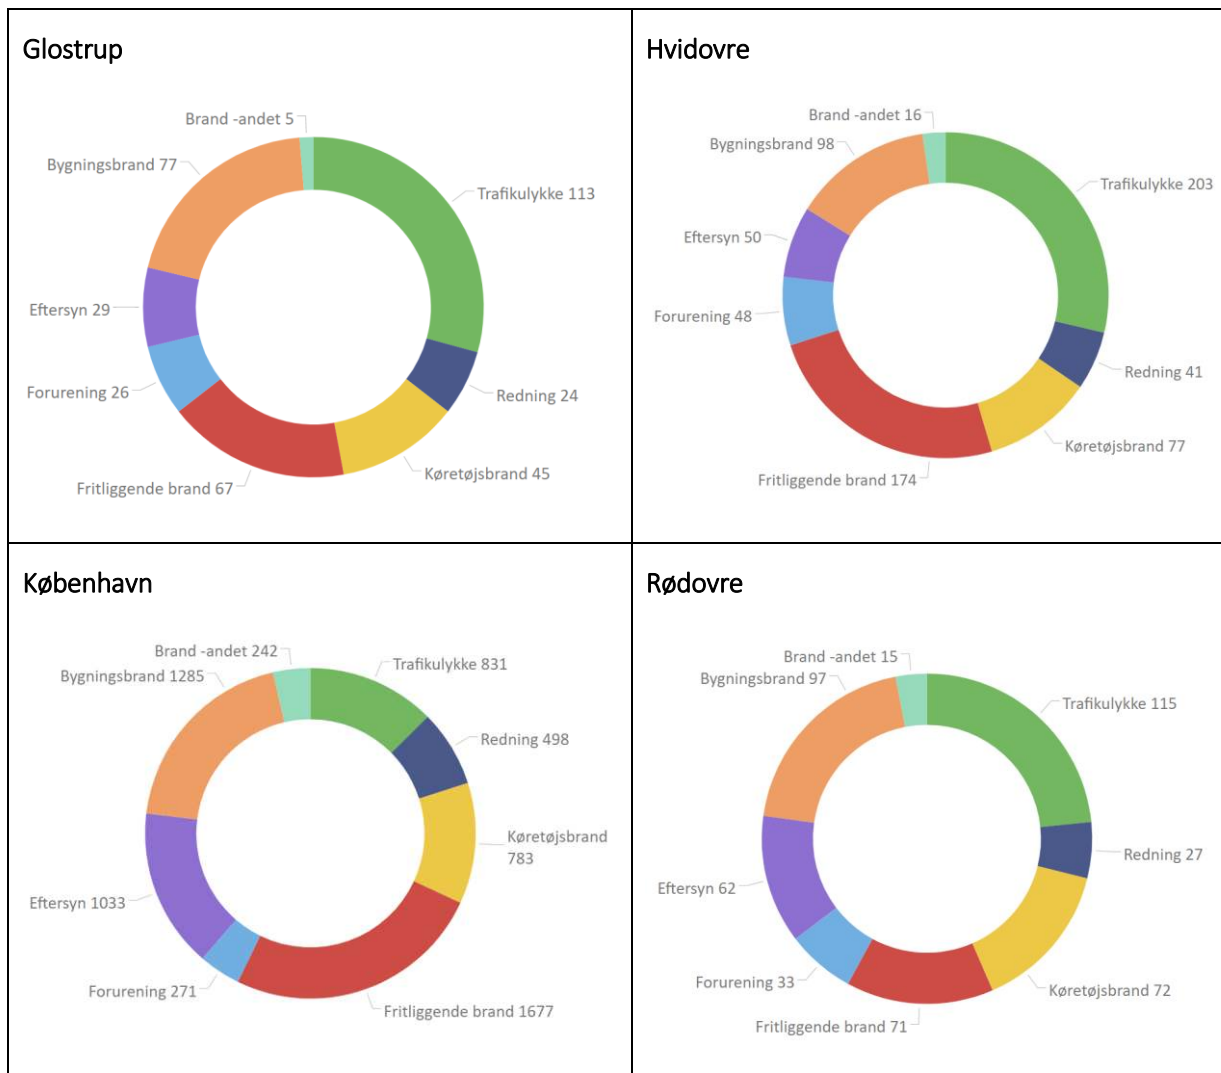 Glostrup
Brand -andet 5
Bygningsbrand 77
Trafikulykke 113
Eftersyn 29
Forurening 26
Redning 24
Køretøjsbrand 45
Fritliggende brand 67
Hvidovre
Brand -andet 16
Bygningsbrand 98
Trafikulykke 203
Eftersyn 50
Forurening 48
Redning 41
Køretøjsbrand 77
Fritliggende brand 174
København
Brand -andet 242
Trafikulykke 831
Bygningsbrand 1285
Redning 498
Køretøjsbrand
783
Eftersyn 1033
Forurening 271
Fritliggende brand 1677
Rødovre
Brand -andet 15
Bygningsbrand 97
Trafikulykke 115
Redning 27
Eftersyn 62
Forurening 33
Køretøjsbrand 72
Fritliggende brand 71